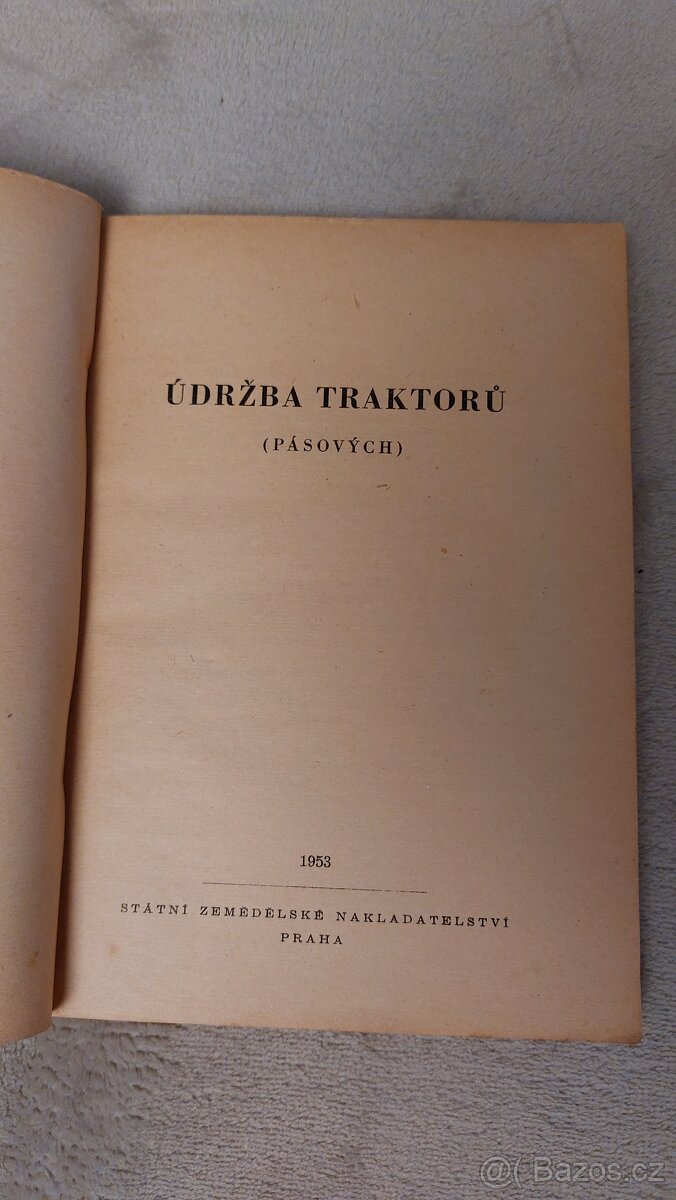 ÚDRŽBA TRAKTORŮ
(PÁSOVÝCH)
1953
STÁTNÍ ZEMĚDĚLSKÉ NAKLADATELSTVÍ
PRAHA
@( Bazos.cz